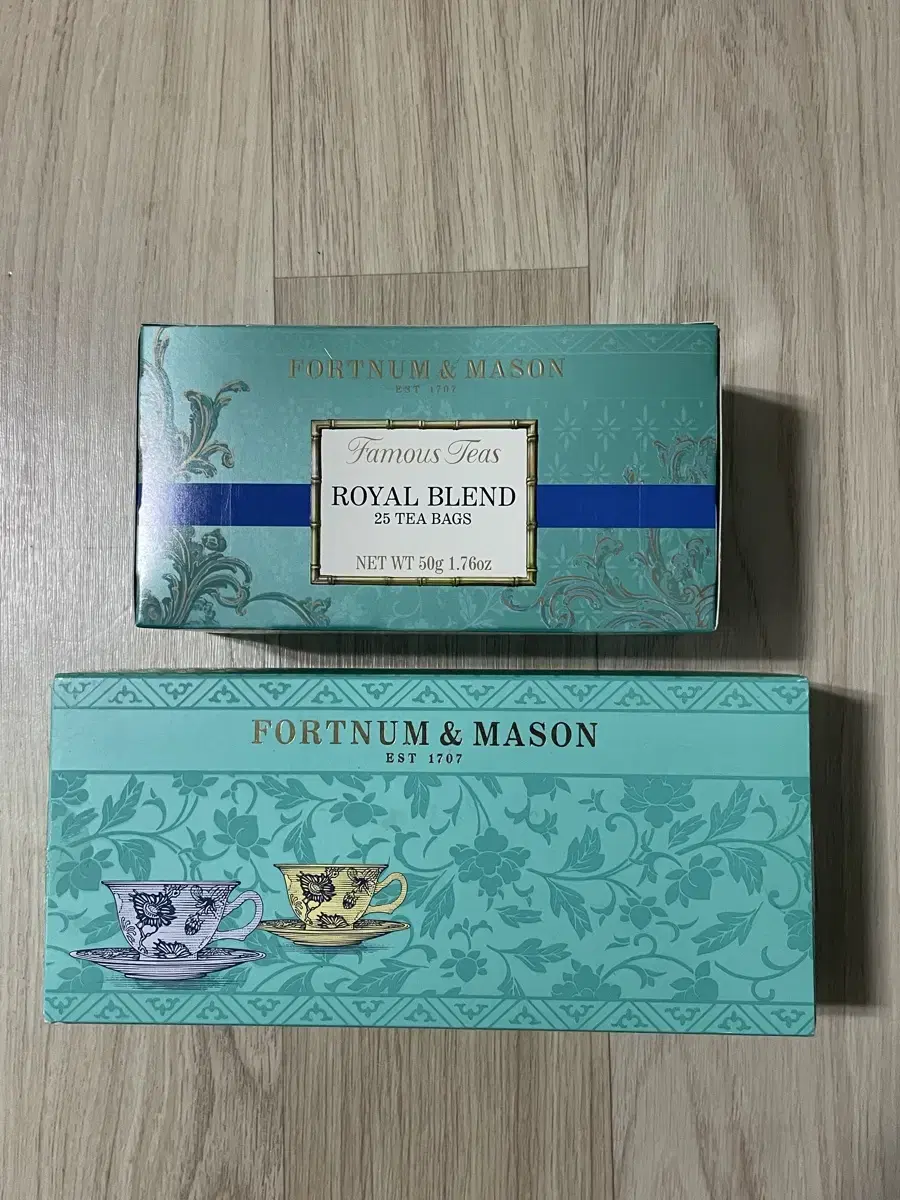 FORTNUM & MASON
EST 1707
Famous Teas
ROYAL BLEND
25 TEA BAGS
NET WT 50g 1.76oz
FORTNUM & MASON
EST 1707